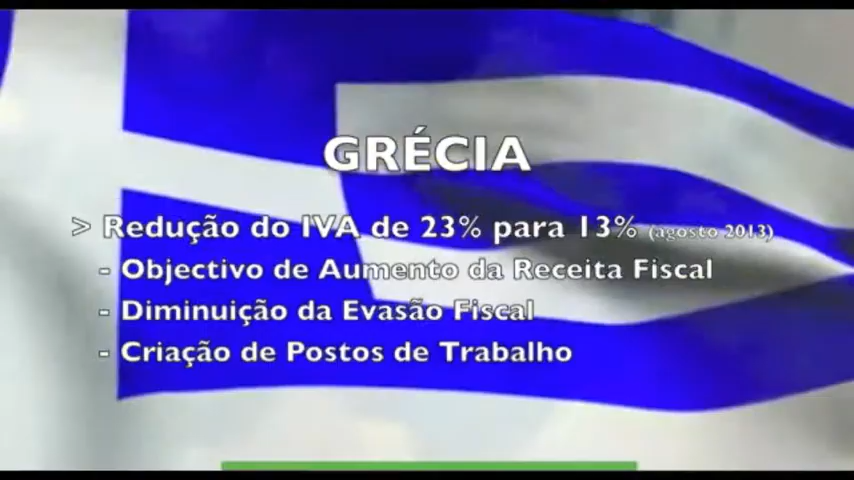 GRÉCIA
> Redução do IVA de 23% para 13% (agosto 2013)
- Objectivo de Aumento da Receita Fiscal
- Diminuição da Evasão Fiscal
- Criação de Postos de Trabalho